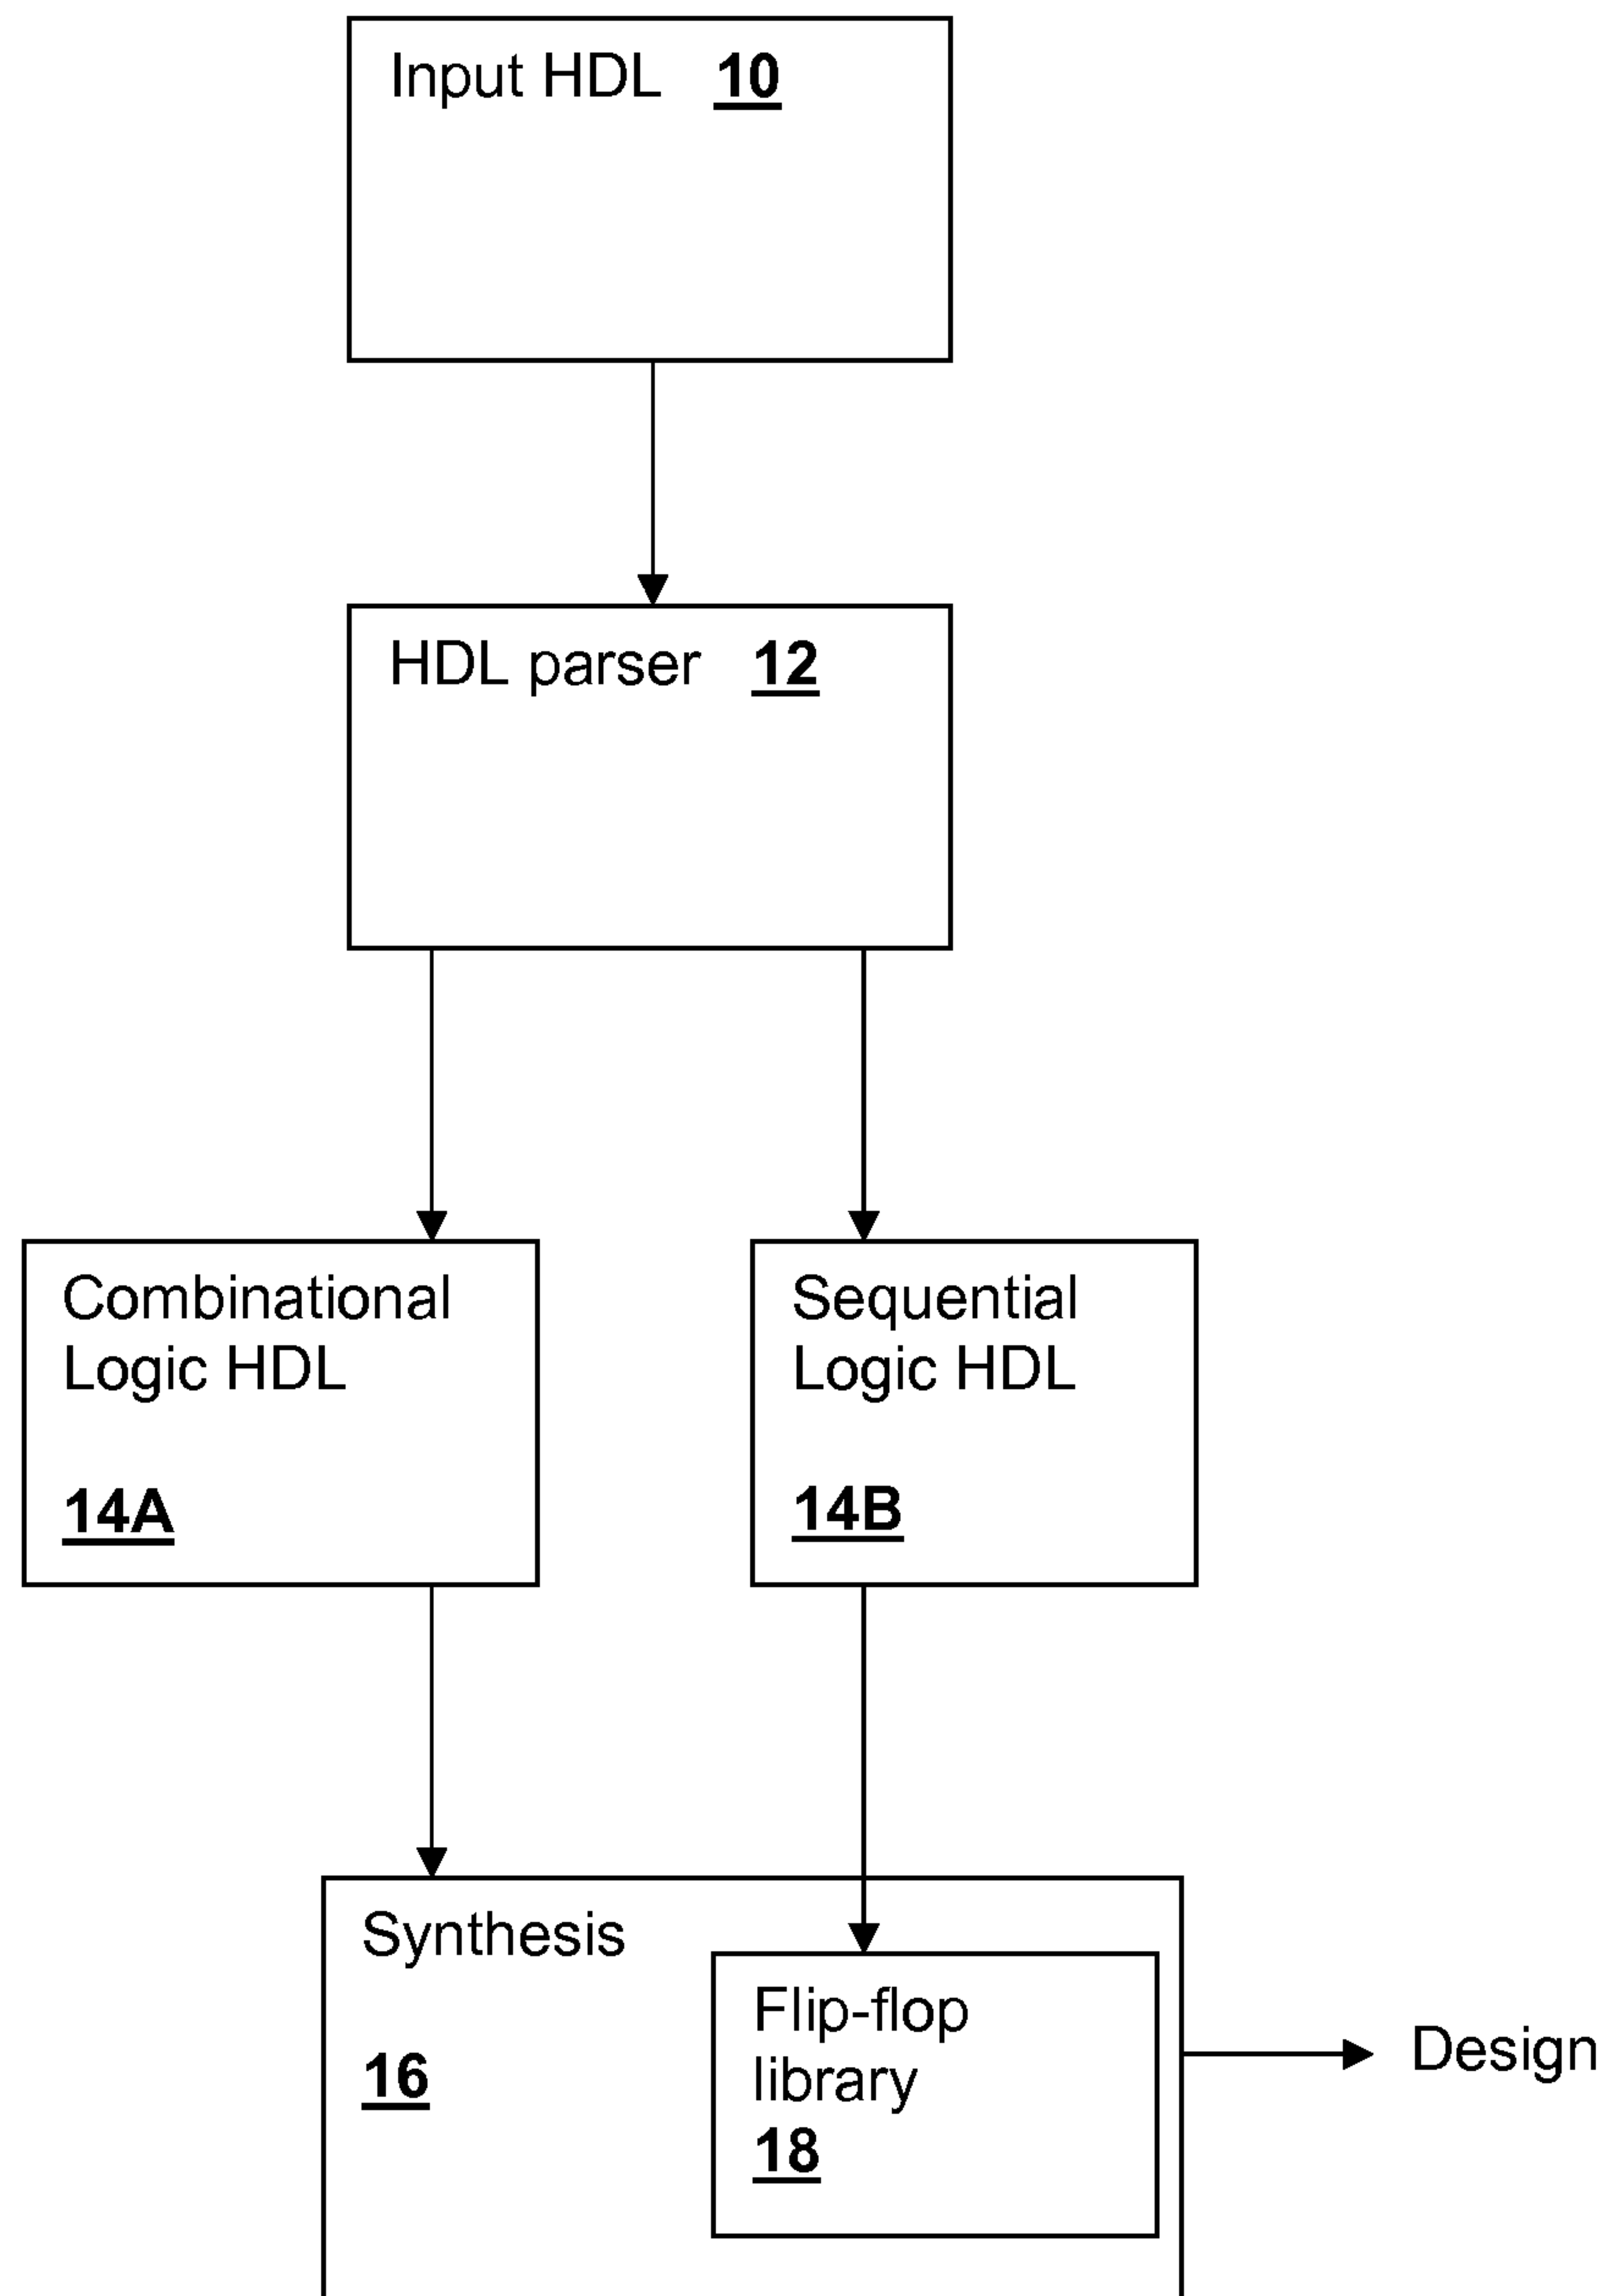 Input HDL 10
HDL parser 12
Combinational
Logic HDL
14A
Sequential
Logic HDL
14B
Synthesis
16
Flip-flop
library
18
Design